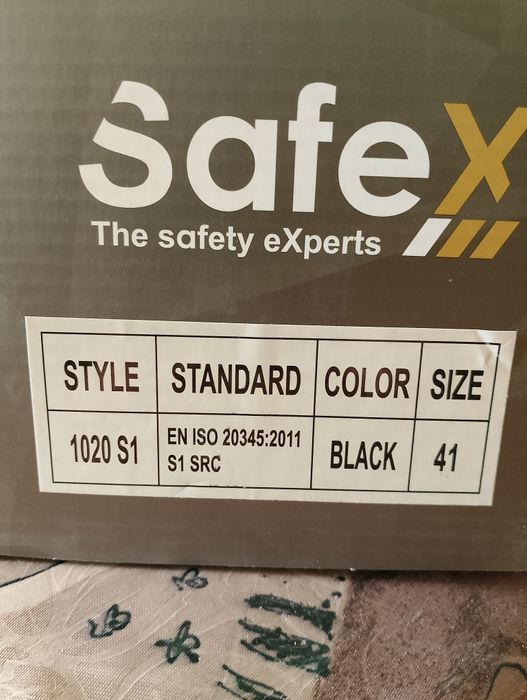 SafeX
The safety eXperts
STYLE STANDARD COLOR SIZE
1020 S1 EN ISO 20345:2011 S1 SRC BLACK 41